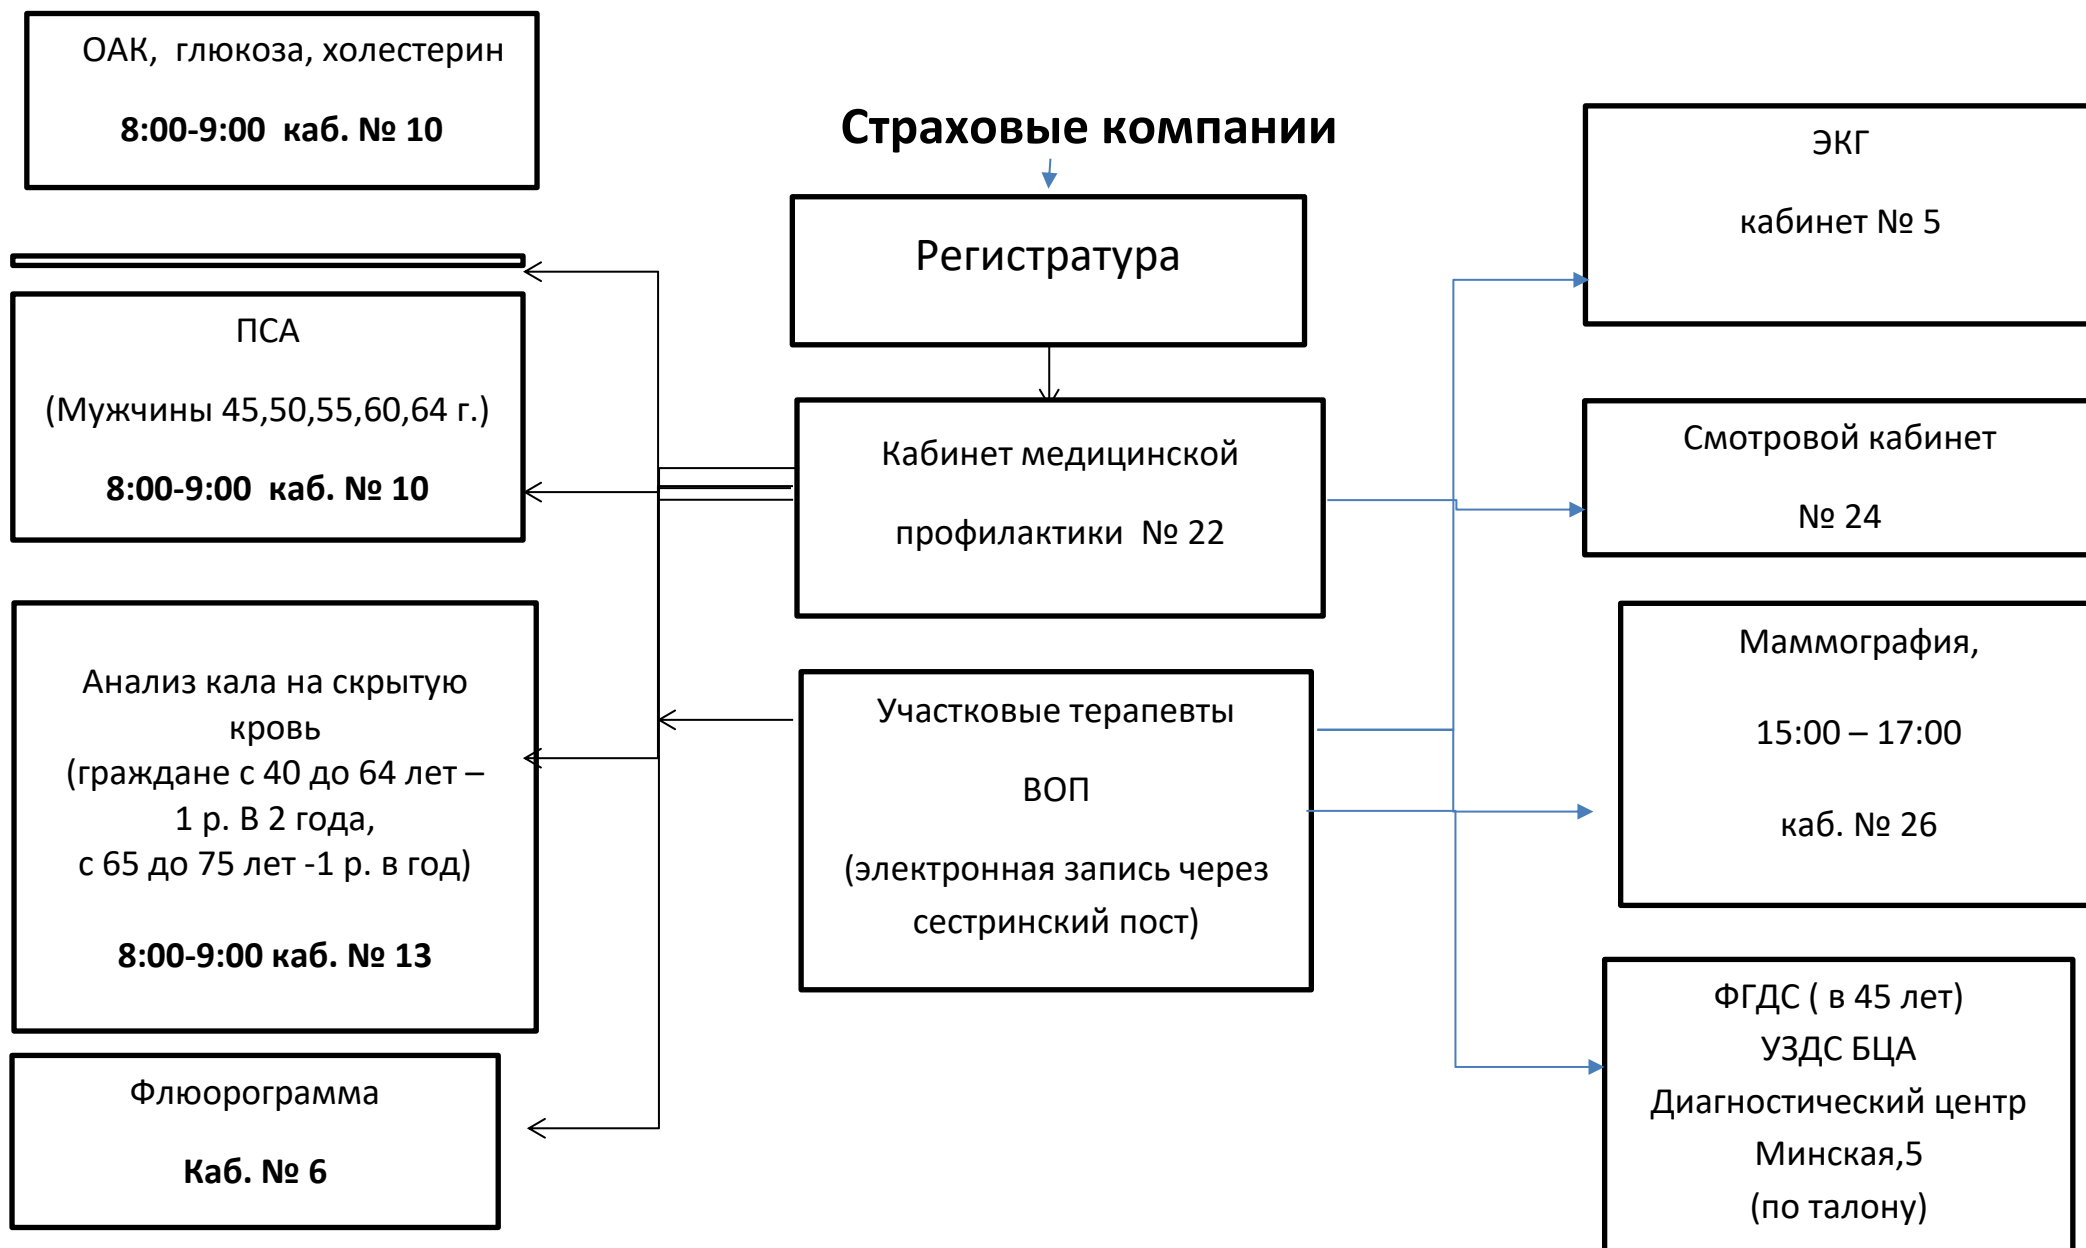 ОАК, глюкоза, холестерин
8:00-9:00 каб. № 10
Страховые компании
Регистратура
ЭКГ
кабинет № 5
ПСА
(Мужчины 45,50,55,60,64 г.)
8:00-9:00 каб. № 10
Кабинет медицинской
профилактики № 22
Смотровой кабинет
№ 24
Анализ кала на скрытую
кровь
(граждане с 40 до 64 лет –
1 р. В 2 года,
с 65 до 75 лет -1 р. в год)
8:00-9:00 каб. № 13
Участковые терапевты
ВОП
(электронная запись через
сестринский пост)
Маммография,
15:00 – 17:00
каб. № 26
Флюорограмма
Каб. № 6
ФГДС ( в 45 лет)
УЗДС БЦА
Диагностический центр
Минская,5
(по талону)